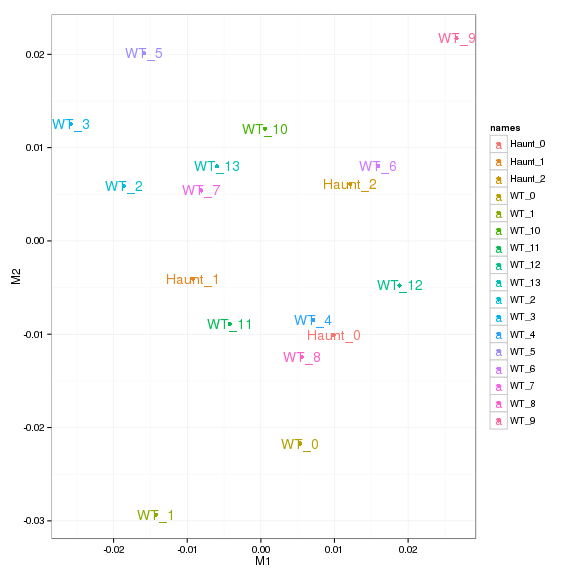 WT_9
WT_5
0.02
WT_3
names
WT_10
0.01
a Haunt_0
a Haunt_1
WT_13
WT_6
a Haunt_2
WT_2
WT_7
Haunt_2
a WT_0
a WT_1
a WT_10
0.00
a WT_11
a WT_12
M2
Haunt_1
a WT_13
WT_12
a WT_2
a WT_3
WT_11
WT_4
-0.01
Haunt_0
a WT_4
a WT_5
WT_8
a WT_6
a WT_7
a WT_8
a WT_9
-0.02
WT_0
WT_1
-0.03
-0.02 -0.01 0.00 0.01 0.02
M1